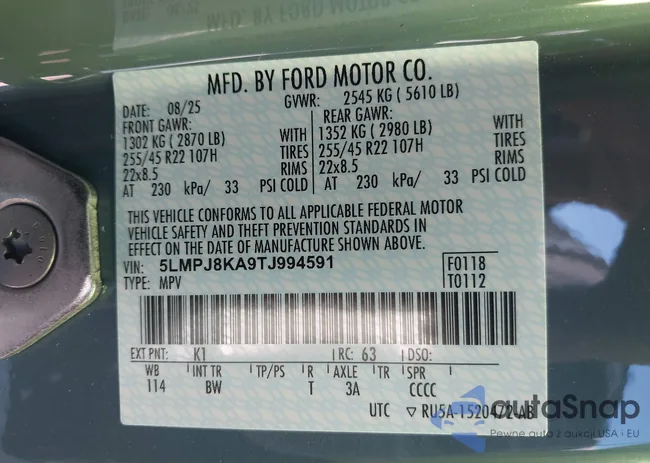 MFD. BY FORD MOTOR CO.
DATE: 08/25 GVWR: 2545 KG ( 5610 LB)
FRONT GAWR: REAR GAWR:
1302 KG ( 2870 LB) WITH 1352 KG ( 2980 LB) WITH
255/45 R22 107H TIRES 255/45 R22 107H TIRES
22x8.5 RIMS 22x8.5 RIMS
AT 230 kPa/ 33 PSI COLD AT 230 kPa/ 33 PSI COLD
THIS VEHICLE CONFORMS TO ALL APPLICABLE FEDERAL MOTOR
VEHICLE SAFETY AND THEFT PREVENTION STANDARDS IN
EFFECT ON THE DATE OF MANUFACTURE SHOWN ABOVE.
VIN: 5LMPJ8KA9TJ994591 F0118
TYPE: MPV T0112
EXT PNT: K1 RC: 63 DSO:
WB INT TR TP/PS R AXLE TR SPR
114 BW T 3A CCCC
UTC ▽ RU5A-1520472-AB
autoSnap
Pewne auta z aukcji USA i EU